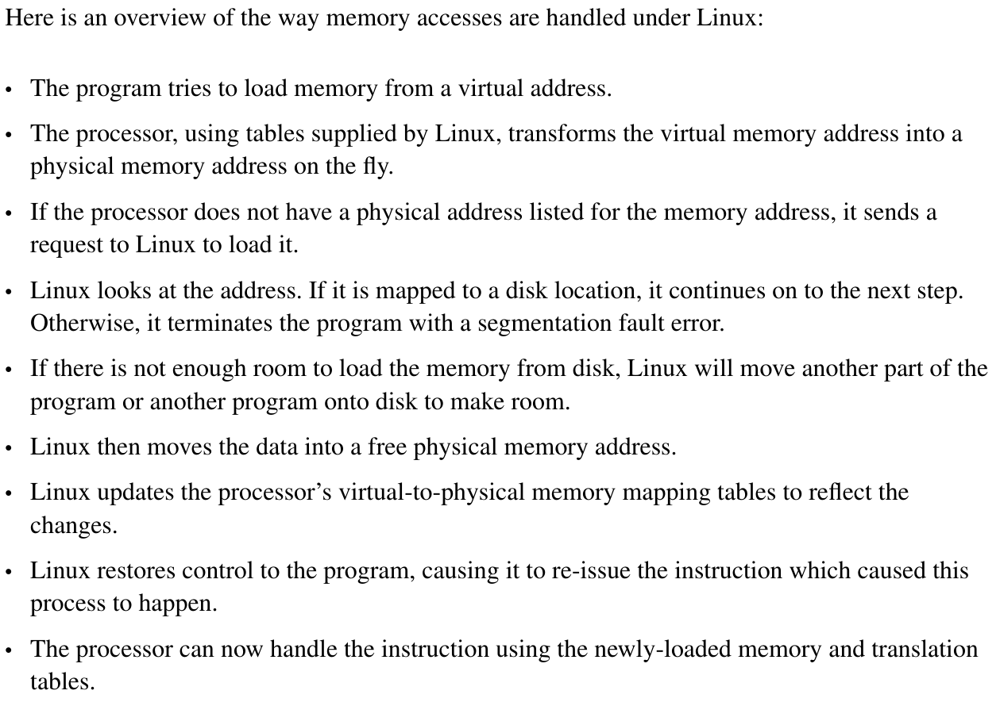 Here is an overview of the way memory accesses are handled under Linux:
• The program tries to load memory from a virtual address.
• The processor, using tables supplied by Linux, transforms the virtual memory address into a
physical memory address on the fly.
• If the processor does not have a physical address listed for the memory address, it sends a
request to Linux to load it.
• Linux looks at the address. If it is mapped to a disk location, it continues on to the next step.
Otherwise, it terminates the program with a segmentation fault error.
• If there is not enough room to load the memory from disk, Linux will move another part of the
program or another program onto disk to make room.
• Linux then moves the data into a free physical memory address.
• Linux updates the processor's virtual-to-physical memory mapping tables to reflect the
changes.
• Linux restores control to the program, causing it to re-issue the instruction which caused this
process to happen.
• The processor can now handle the instruction using the newly-loaded memory and translation
tables.